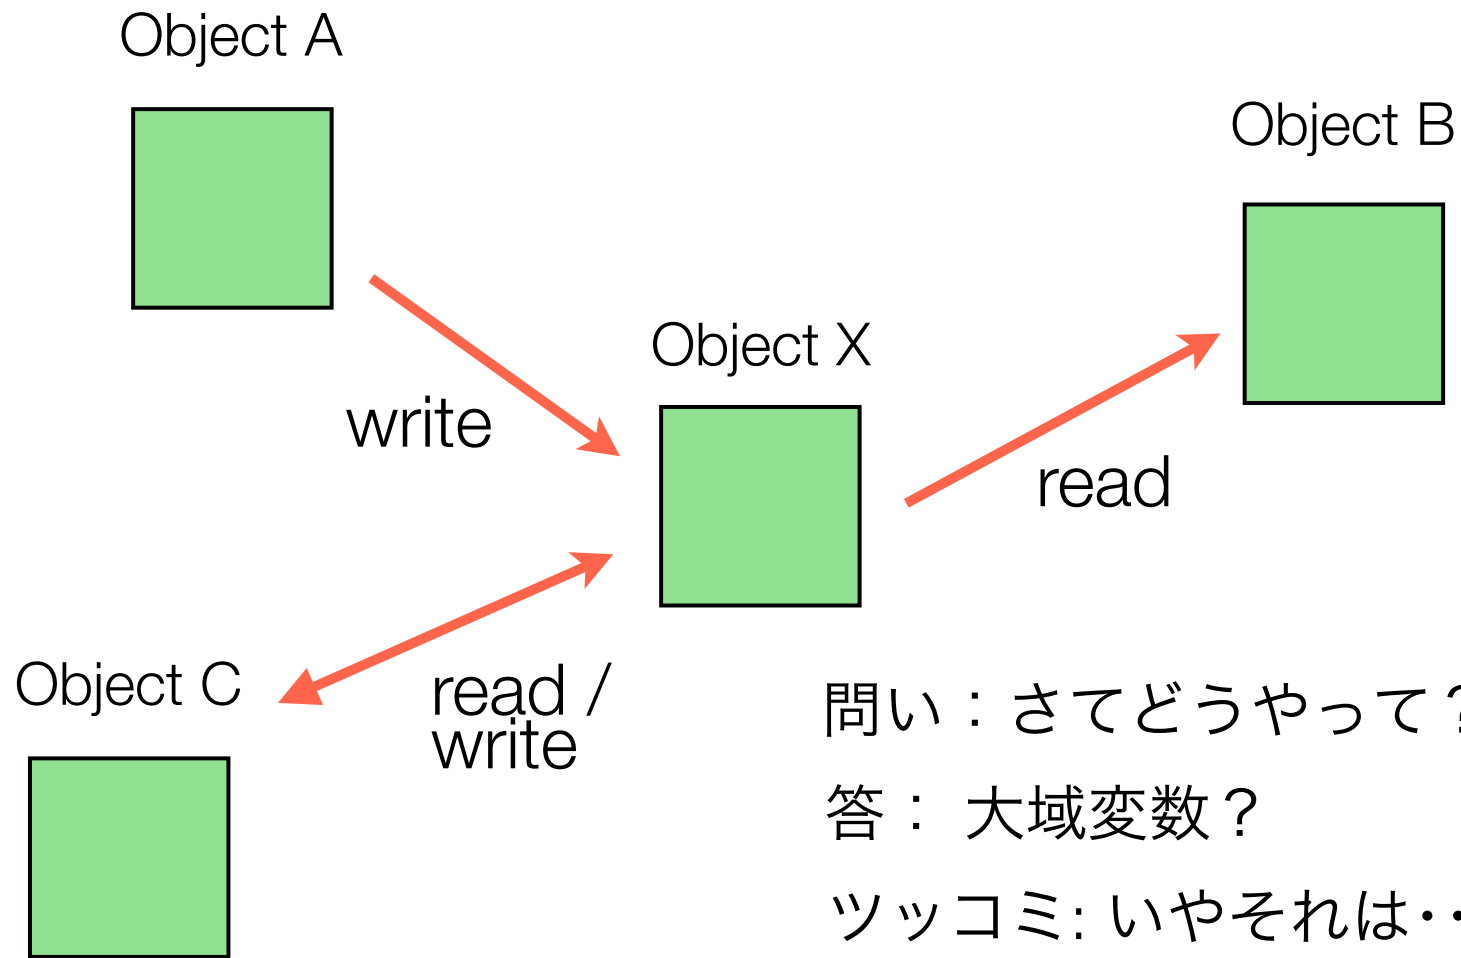 Object A
Object B
Object X
write
read
Object C
read /
write
問い：さてどうやって？
答： 大域変数？
ツッコミ: いやそれは‥